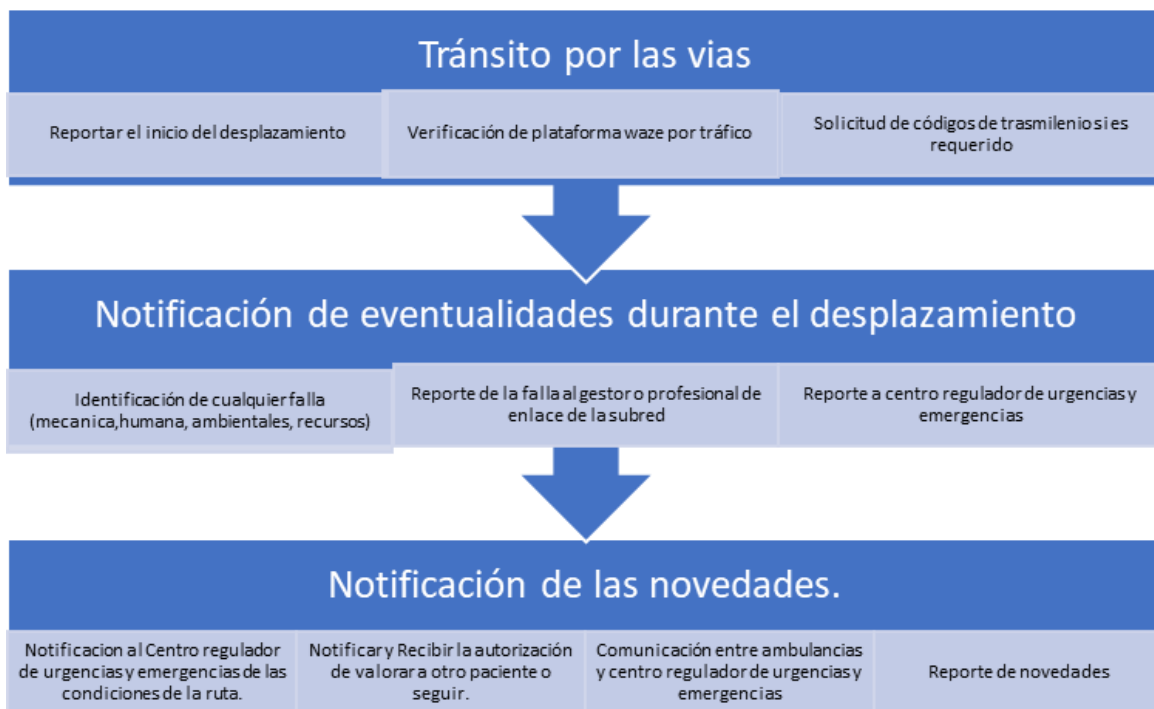 Tránsito por las vias
Reportar el inicio del desplazamiento
Verificación de plataforma waze por tráfico
Solicitud de códigos de trasmilenio si es
requerido
Notificación de eventualidades durante el desplazamiento
Identificación de cualquier falla
(mecanica,humana, ambientales, recursos)
Reporte de la falla al gestor o profesional de
enlace de la subred
Reporte a centro regulador de urgencias y
emergencias
Notificación de las novedades.
Notificacion al Centro regulador
de urgencias y emergencias de las
condiciones de la ruta.
Notificar y Recibir la autorización
de valorar a otro paciente o
seguir.
Comunicación entre ambulancias
y centro regulador de urgencias y
emergencias
Reporte de novedades